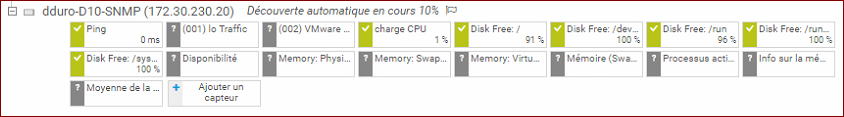 dduro-D10-SNMP (172.30.230.20) Découverte automatique en cours 10%
Ping
0 ms
(001) lo Traffic
(002) VMware ...
charge CPU
1 %
Disk Free: /
91 %
Disk Free: /dev...
100 %
Disk Free: /run
96 %
Disk Free: /run...
100 %
Disk Free: /sys...
100 %
Disponibilité
Memory: Physi...
Memory: Swap...
Memory: Virtu...
Mémoire (Swa...
Processus acti...
Info sur la mé...
Moyenne de la ...
Ajouter un
capteur